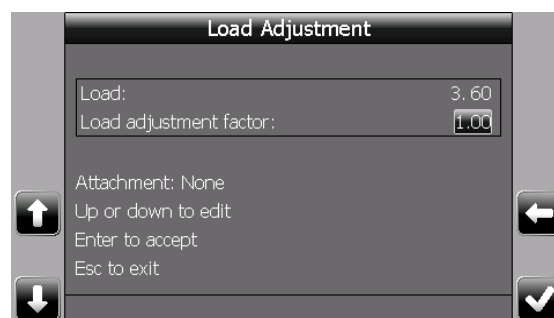 Load Adjustment
Load: 3.60
Load adjustment factor: 1.00
Attachment: None
Up or down to edit
Enter to accept
Esc to exit